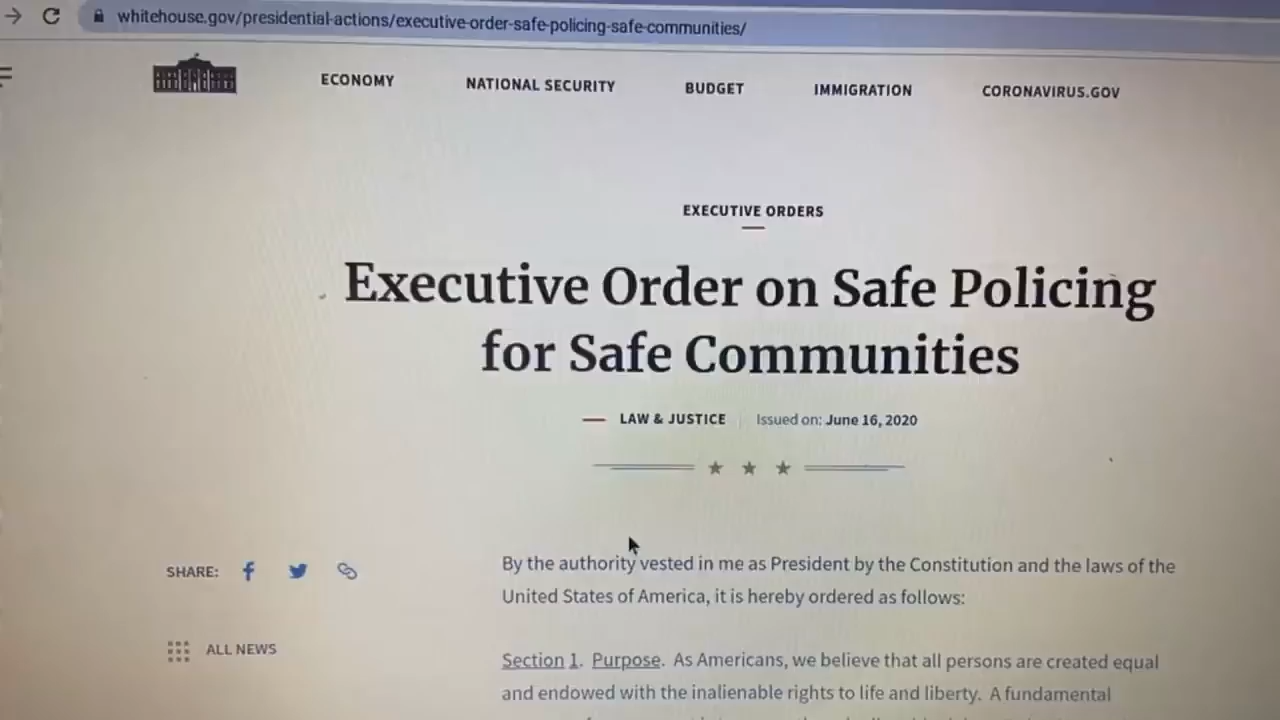 whitehouse.gov/presidential-actions/executive-order-safe-policing-safe-communities/
ECONOMY NATIONAL SECURITY BUDGET IMMIGRATION CORONAVIRUS.GOV
EXECUTIVE ORDERS
Executive Order on Safe Policing
for Safe Communities
LAW & JUSTICE Issued on: June 16, 2020
SHARE:
By the authority vested in me as President by the Constitution and the laws of the
United States of America, it is hereby ordered as follows:
ALL NEWS
Section 1. Purpose. As Americans, we believe that all persons are created equal
and endowed with the inalienable rights to life and liberty. A fundamental